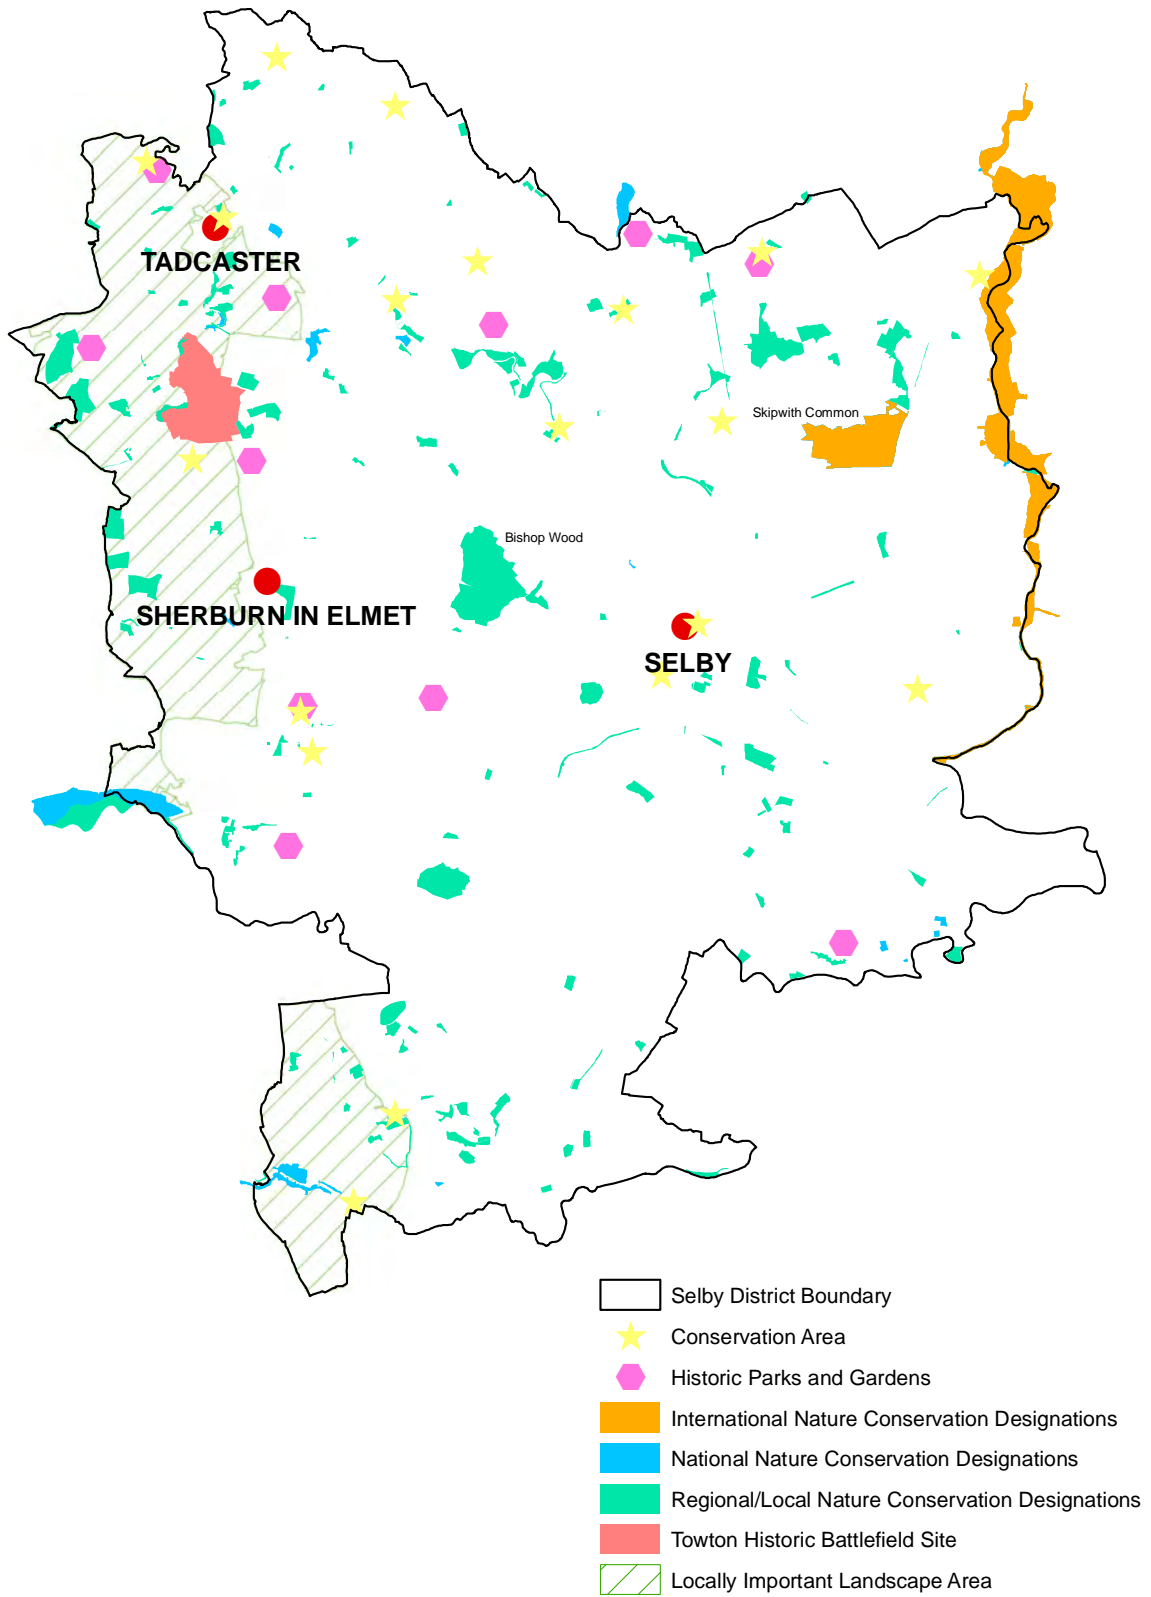 TADCASTER
Skipwith Common
Bishop Wood
SHERBURN IN ELMET
SELBY
Selby District Boundary
Conservation Area
Historic Parks and Gardens
International Nature Conservation Designations
National Nature Conservation Designations
Regional/Local Nature Conservation Designations
Towton Historic Battlefield Site
Locally Important Landscape Area